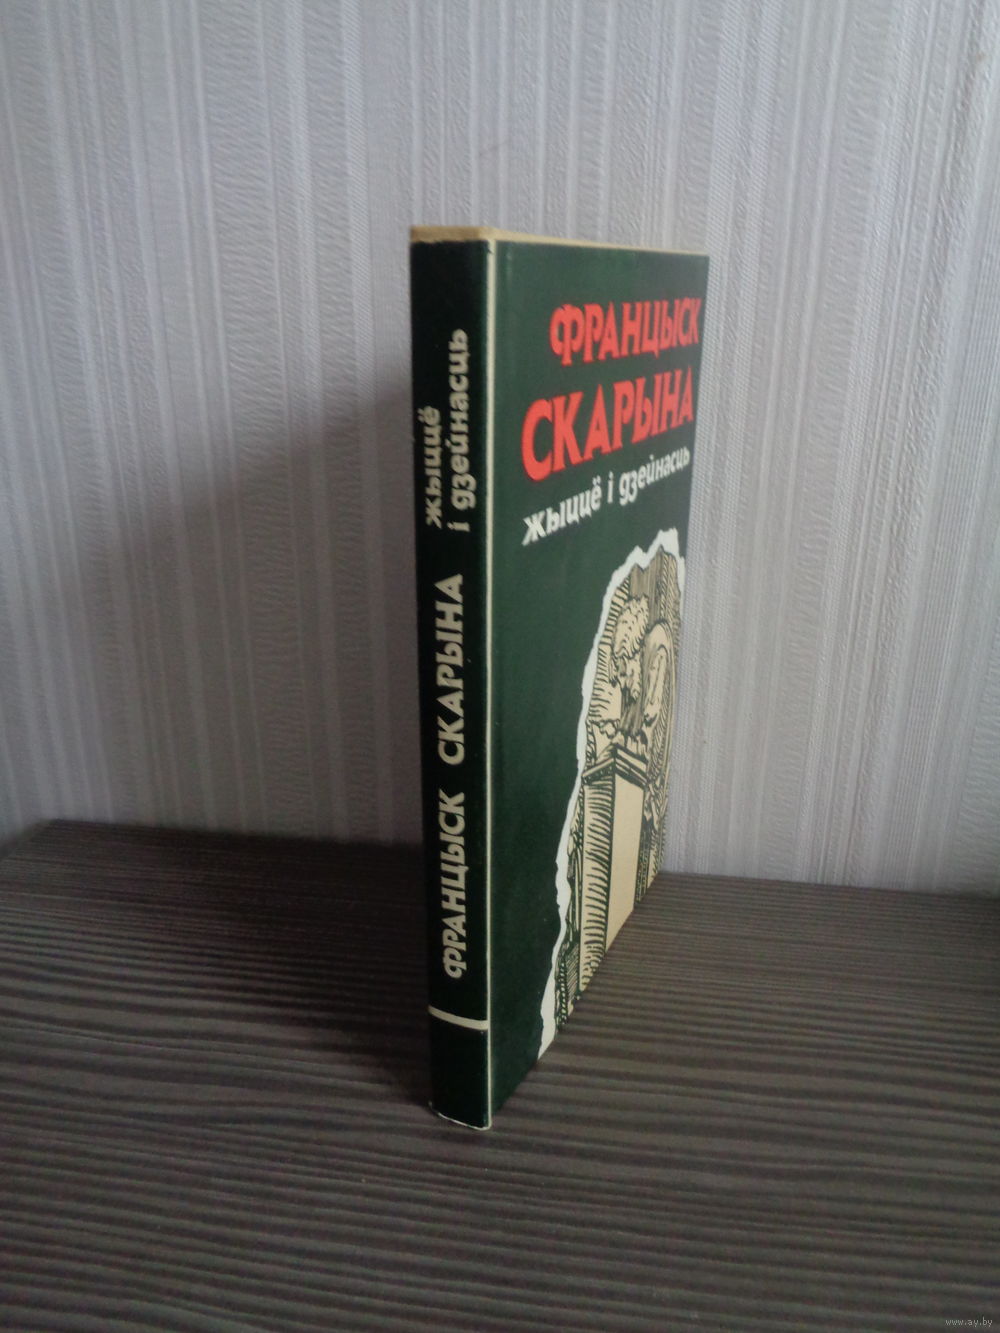 ФРАНЦЫСК
СКАРЫНА
жыццё і дзейнасць
ФРАНЦЫСК СКАРЫНА
жыццё
і дзейнасць
www.ay.by